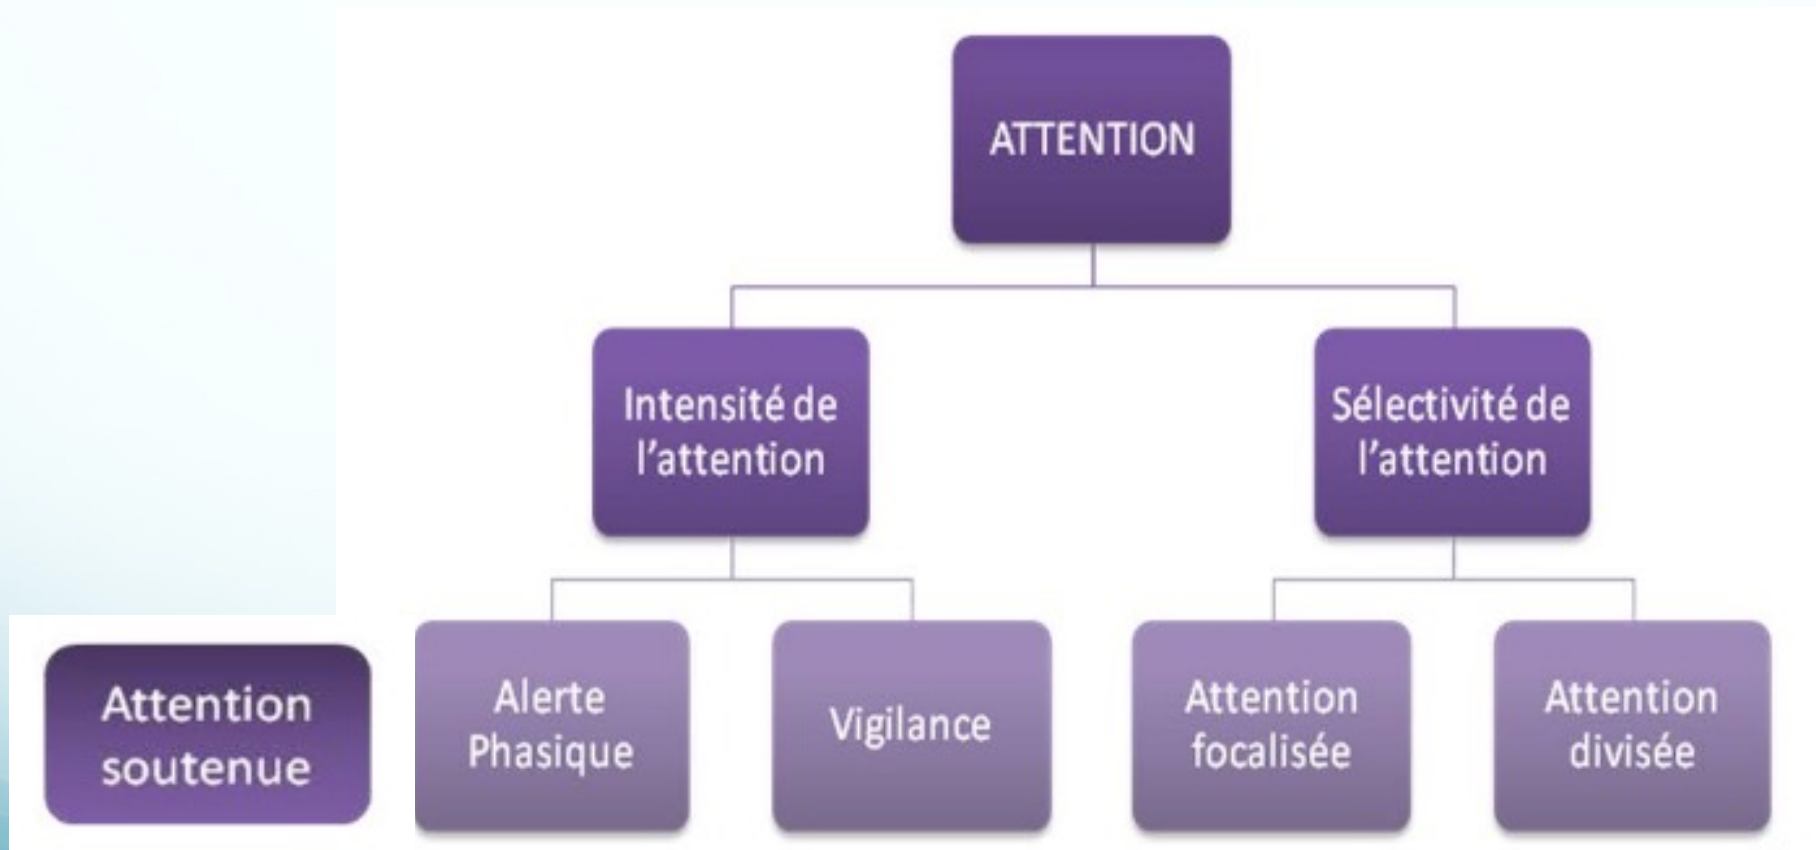 ATTENTION
Intensité de
l’attention
Sélectivité de
l’attention
Attention
soutenue
Alerte
Phasique
Vigilance
Attention
focalisée
Attention
divisée